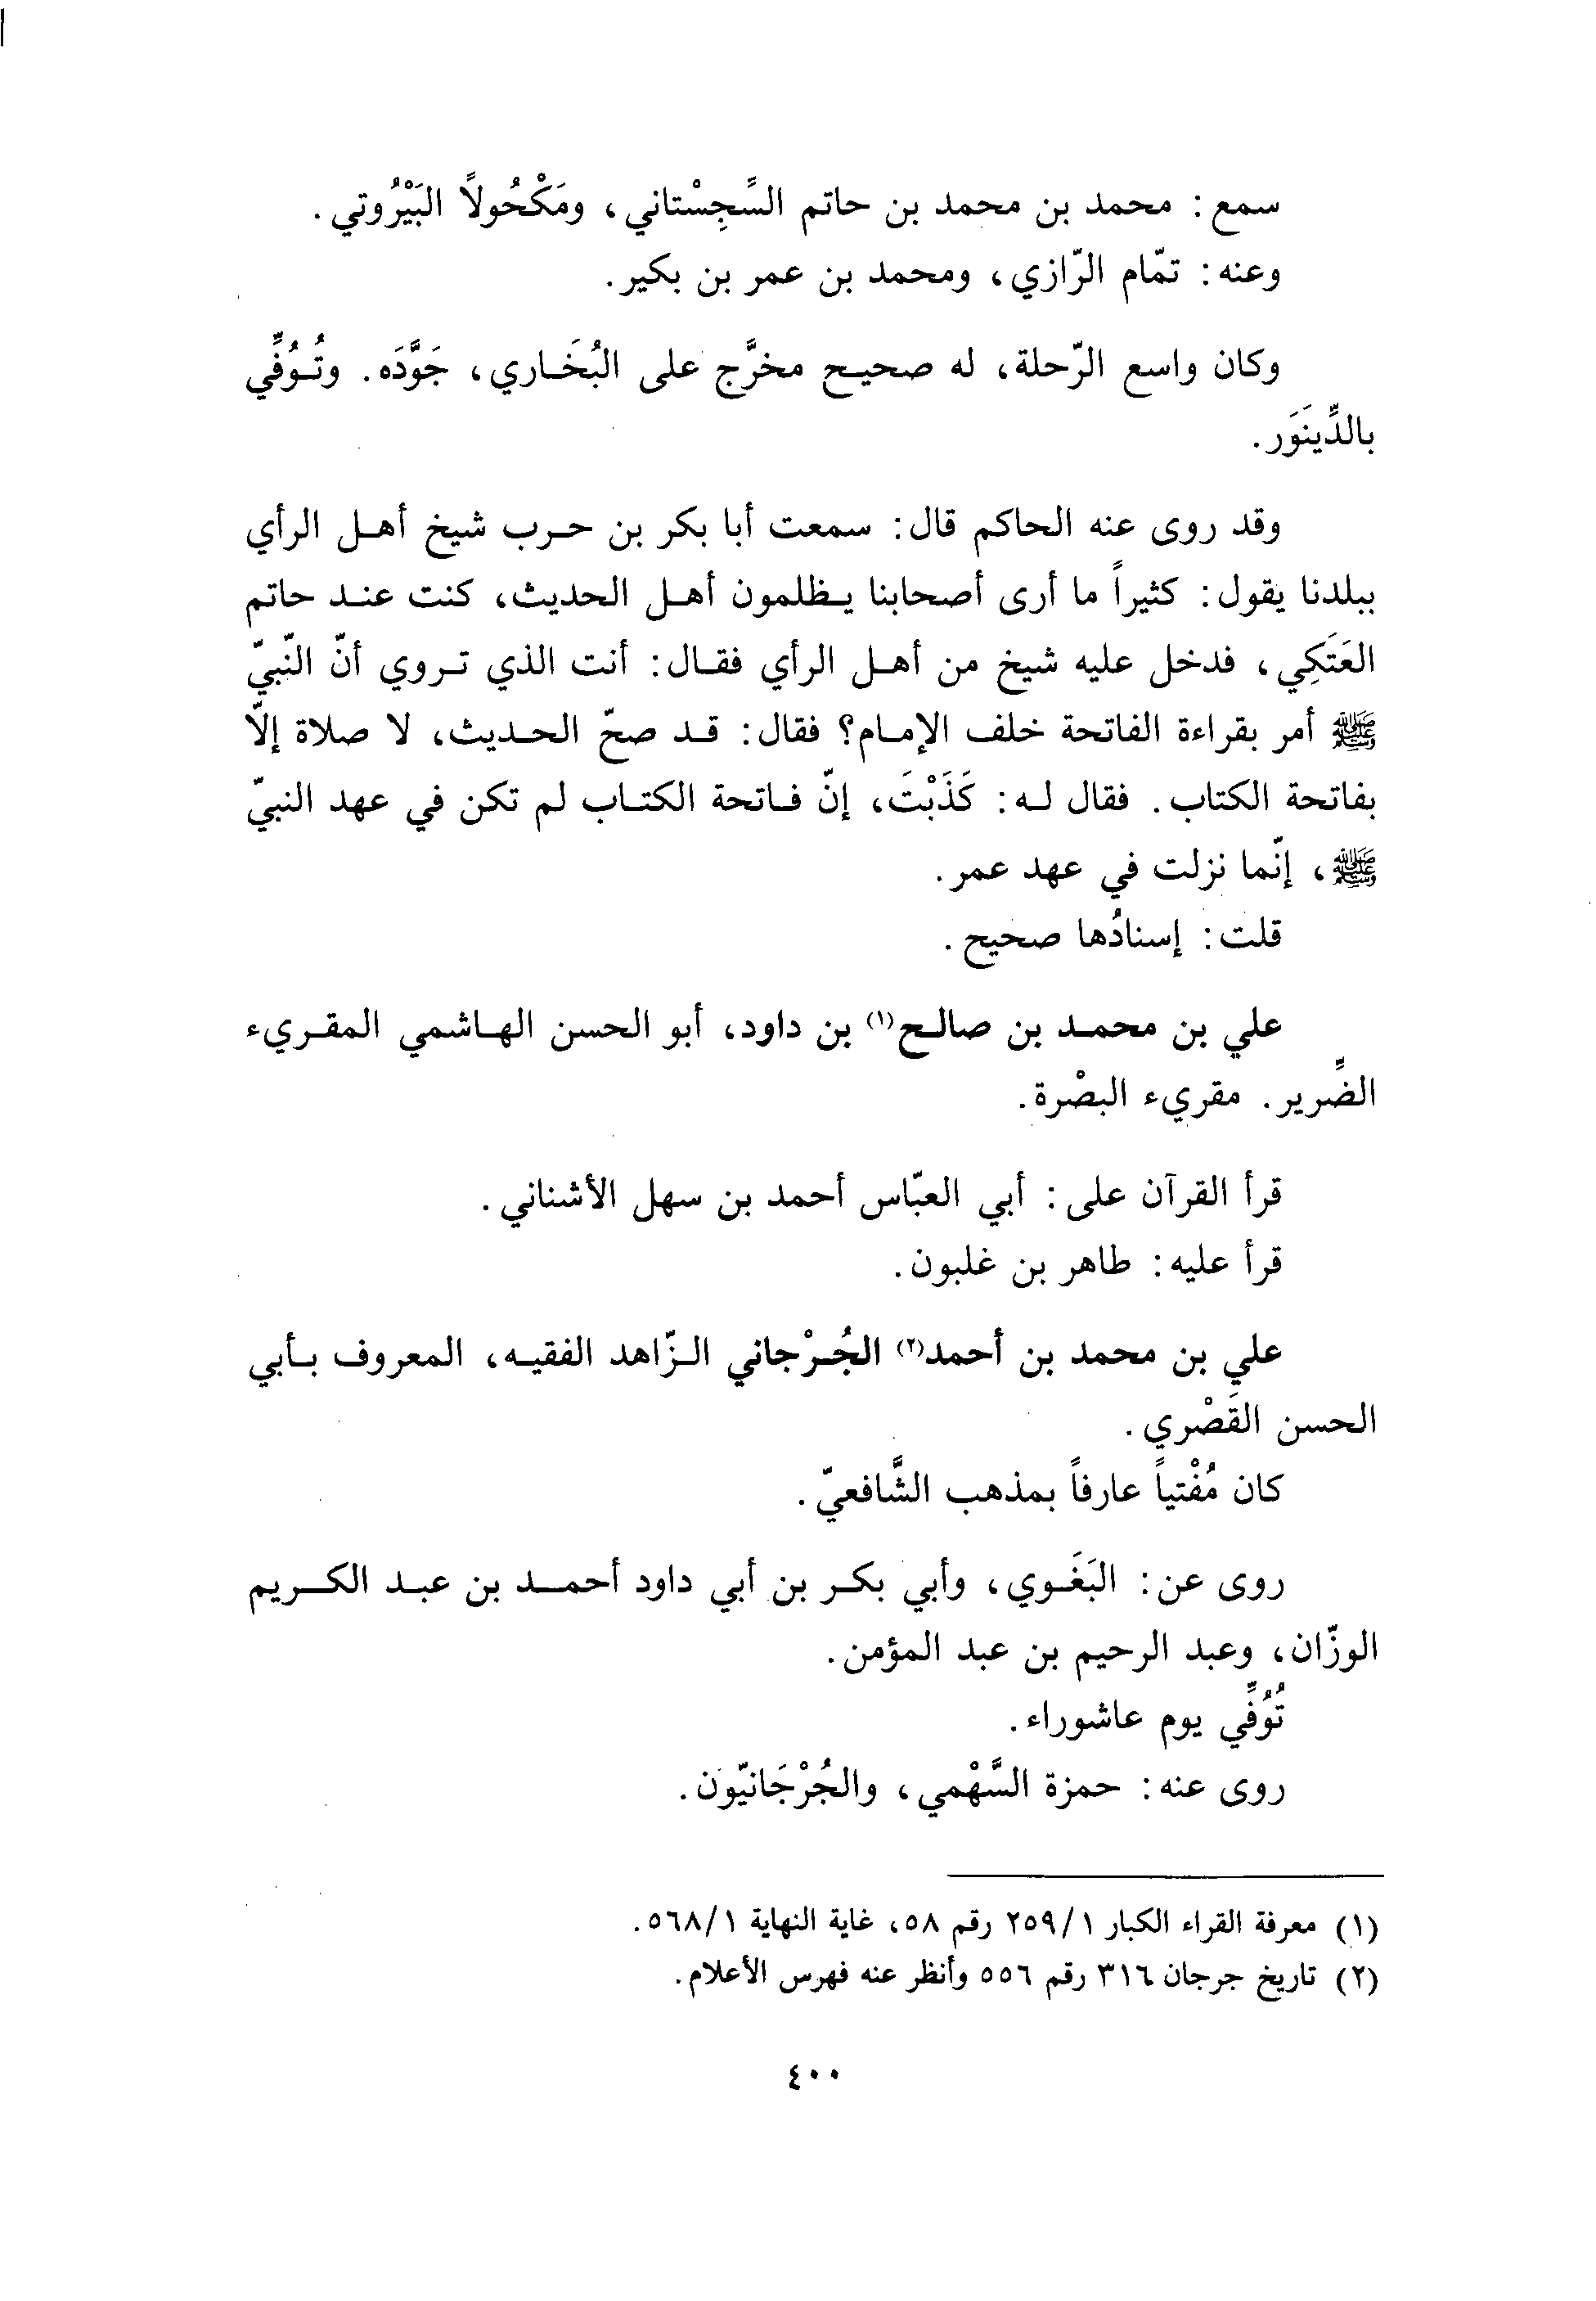 سمع: محمد بن محمد بن حاتم السِّجِسْتاني، ومَكْحُولاً البَيْرُوتي.
وعنه: تمّام الرّازي، ومحمد بن عمر بن بكير.
وكان واسع الرّحلة، له صحيح مخرَّج على البُخَاري، جَوَّدَه. وتُوُفِّي
بالدِّينَوَر.
وقد روى عنه الحاكم قال: سمعت أبا بكر بن حرب شيخ أهل الرأي
ببلدنا يقول: كثيراً ما أرى أصحابنا يظلمون أهل الحديث، كنت عند حاتم
العَتَكِي، فدخل عليه شيخ من أهل الرأي فقال: أنت الذي تروي أنّ النّبيّ
ﷺ أمر بقراءة الفاتحة خلف الإمام؟ فقال: قد صحّ الحديث، لا صلاة إلّا
بفاتحة الكتاب. فقال له: كَذَبْتَ، إنّ فاتحة الكتاب لم تكن في عهد النبيّ
ﷺ، إنّما نزلت في عهد عمر.
قلت: إسنادُها صحيح.
علي بن محمد بن صالح(١) بن داود، أبو الحسن الهاشمي المقريء
الضِّرير. مقريء البصْرة.
قرأ القرآن على: أبي العبّاس أحمد بن سهل الأشناني.
قرأ عليه: طاهر بن غلبون.
علي بن محمد بن أحمد(٢) الجُرْجاني الزّاهد الفقيه، المعروف بأبي
الحسن القَصْري.
كان مُفْتياً عارفاً بمذهب الشَّافعيّ.
روى عن: البَغَوي، وأبي بكر بن أبي داود أحمد بن عبد الكريم
الوزّان، وعبد الرحيم بن عبد المؤمن.
تُوُفِّي يوم عاشوراء.
روى عنه: حمزة السَّهْمي، والجُرْجَانيّون.
(١) معرفة القراء الكبار ٢٥٩/١ رقم ٥٨، غاية النهاية ٥٦٨/١.
(٢) تاريخ جرجان ٣١٦ رقم ٥٥٦ وأنظر عنه فهرس الأعلام.
٤٠٠